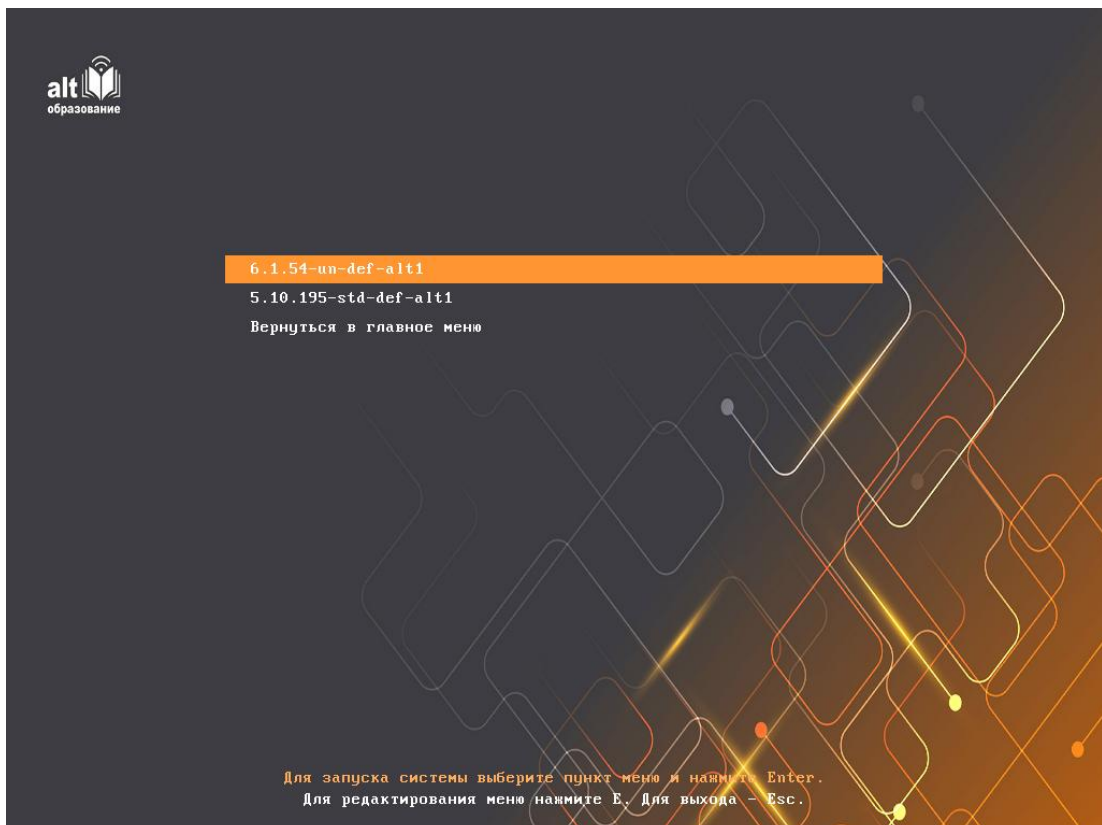 alt
образование
6.1.54-un-def-alt1
5.10.195-std-def-alt1
Вернуться в главное меню
Для запуска системы выберите пункт меню и нажмите Enter.
Для редактирования меню нажмите E. Для выхода - Esc.